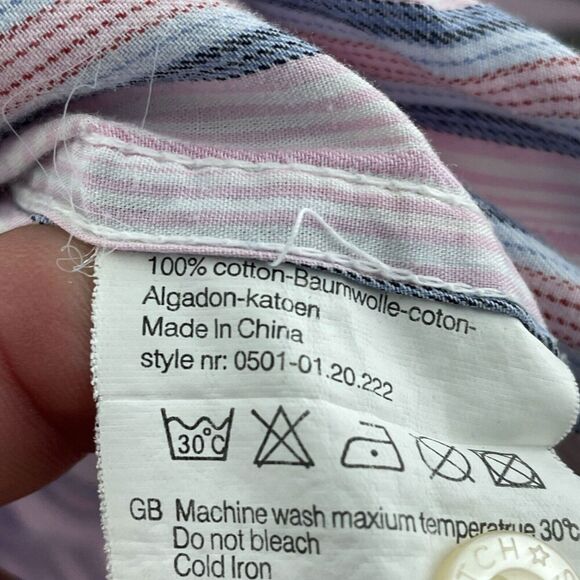 100% cotton-Baumwolle-coton-
Algadon-katoen
Made In China
style nr: 0501-01.20.222
30°C
GB Machine wash maxium temperatrue 30°c
Do not bleach
Cold Iron
TCH